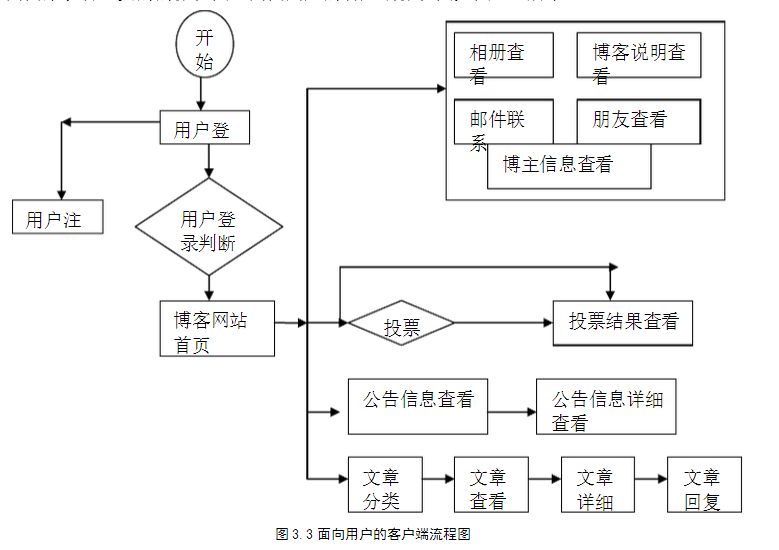 开
始
相册查
看
博客说明查
看
用户登
邮件联
系
朋友查看
博主信息查看
用户注
用户登
录判断
博客网站
首页
投票
投票结果查看
公告信息查看
公告信息详细
查看
文章
分类
文章
查看
文章
详细
文章
回复
图3.3面向用户的客户端流程图